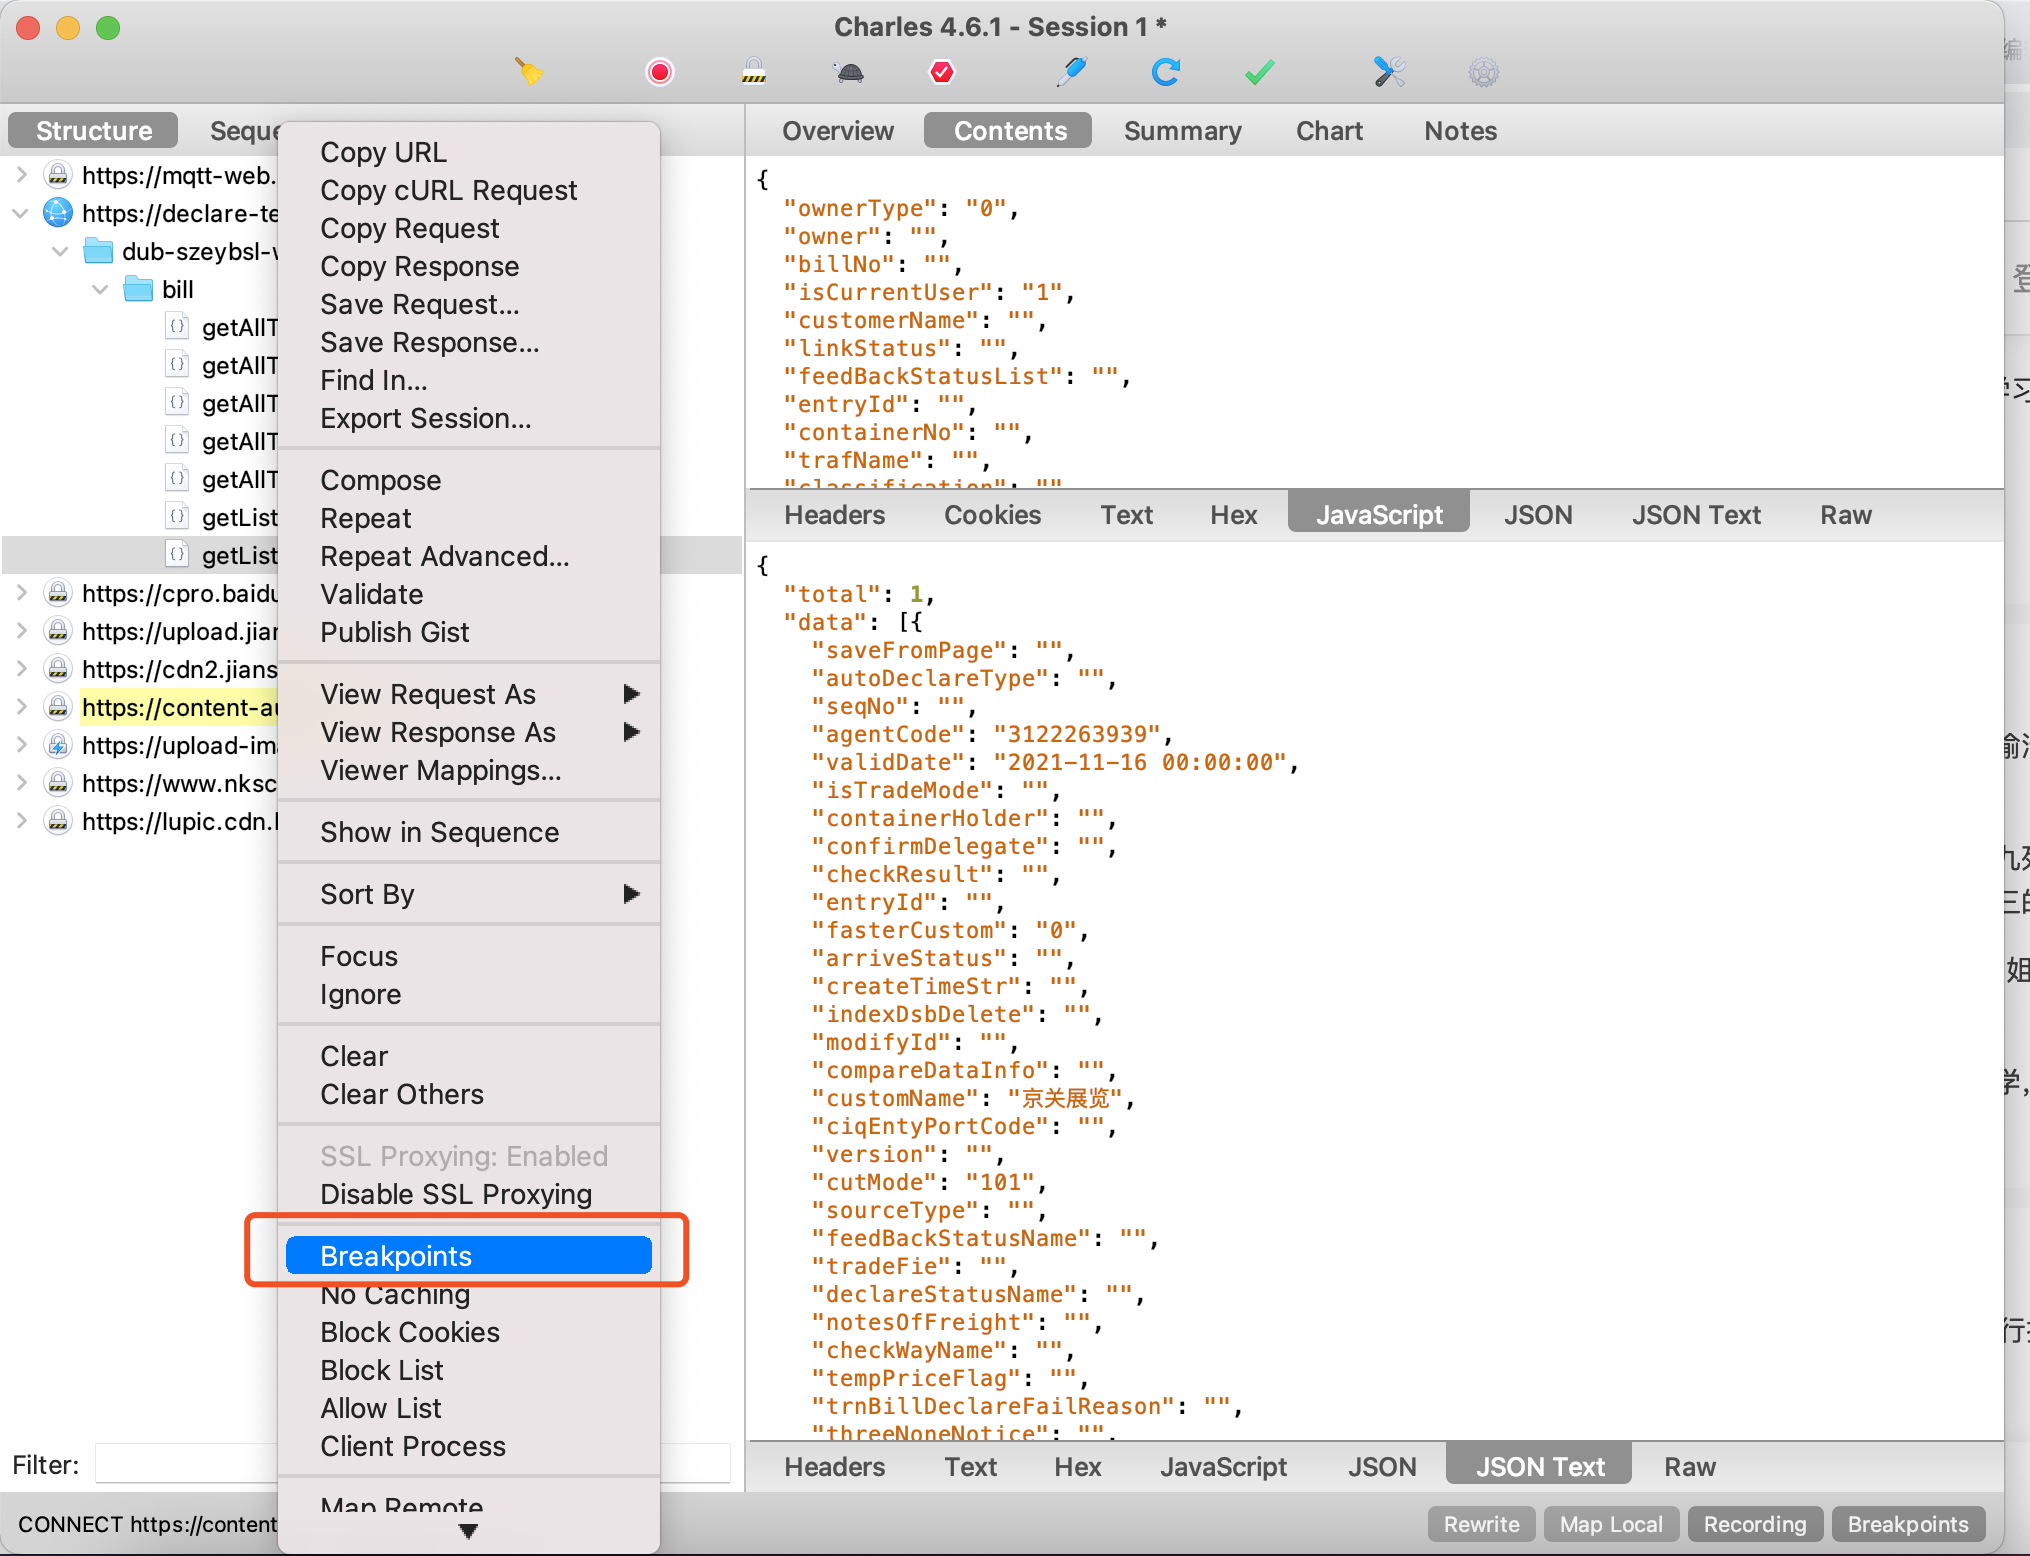 Charles 4.6.1 - Session 1 *
Structure
Overview
Contents
Summary
Chart
Notes
https://mqtt-web.
https://declare-te
dub-szeybsl-
bill
getAllT
getAllT
getAllT
getAllT
getAllT
getList
getList
https://cpro.baidu
https://upload.jian
https://cdn2.jians
https://content-au
https://upload-im
https://www.nksc
https://lupic.cdn.
Filter:
CONNECT https://content
Copy URL
Copy cURL Request
Copy Request
Copy Response
Save Request...
Save Response...
Find In...
Export Session...
Compose
Repeat
Repeat Advanced...
Validate
Publish Gist
View Request As
View Response As
Viewer Mappings...
Show in Sequence
Sort By
Focus
Ignore
Clear
Clear Others
SSL Proxying: Enabled
Disable SSL Proxying
Breakpoints
No Caching
Block Cookies
Block List
Allow List
Client Process
Map Remote
{
"ownerType": "0",
"owner": "",
"billNo": "",
"isCurrentUser": "1",
"customerName": "",
"linkStatus": "",
"feedBackStatusList": "",
"entryId": "",
"containerNo": "",
"trafName": "",
"classification": ""
Headers Cookies Text Hex JavaScript JSON JSON Text Raw
{
"total": 1,
"data": [{
"saveFromPage": "",
"autoDeclareType": "",
"seqNo": "",
"agentCode": "3122263939",
"validDate": "2021-11-16 00:00:00",
"isTradeMode": "",
"containerHolder": "",
"confirmDelegate": "",
"checkResult": "",
"entryId": "",
"fasterCustom": "0",
"arriveStatus": "",
"createTimeStr": "",
"indexDsbDelete": "",
"modifyId": "",
"compareDataInfo": "",
"customName": "京关展览",
"ciqEntyPortCode": "",
"version": "",
"cutMode": "101",
"sourceType": "",
"feedBackStatusName": "",
"tradeFie": "",
"declareStatusName": "",
"notesOfFreight": "",
"checkWayName": "",
"tempPriceFlag": "",
"trnBillDeclareFailReason": "",
"threeNoneNotice": "",
Headers Text Hex JavaScript JSON JSON Text Raw
Rewrite Map Local Recording Breakpoints